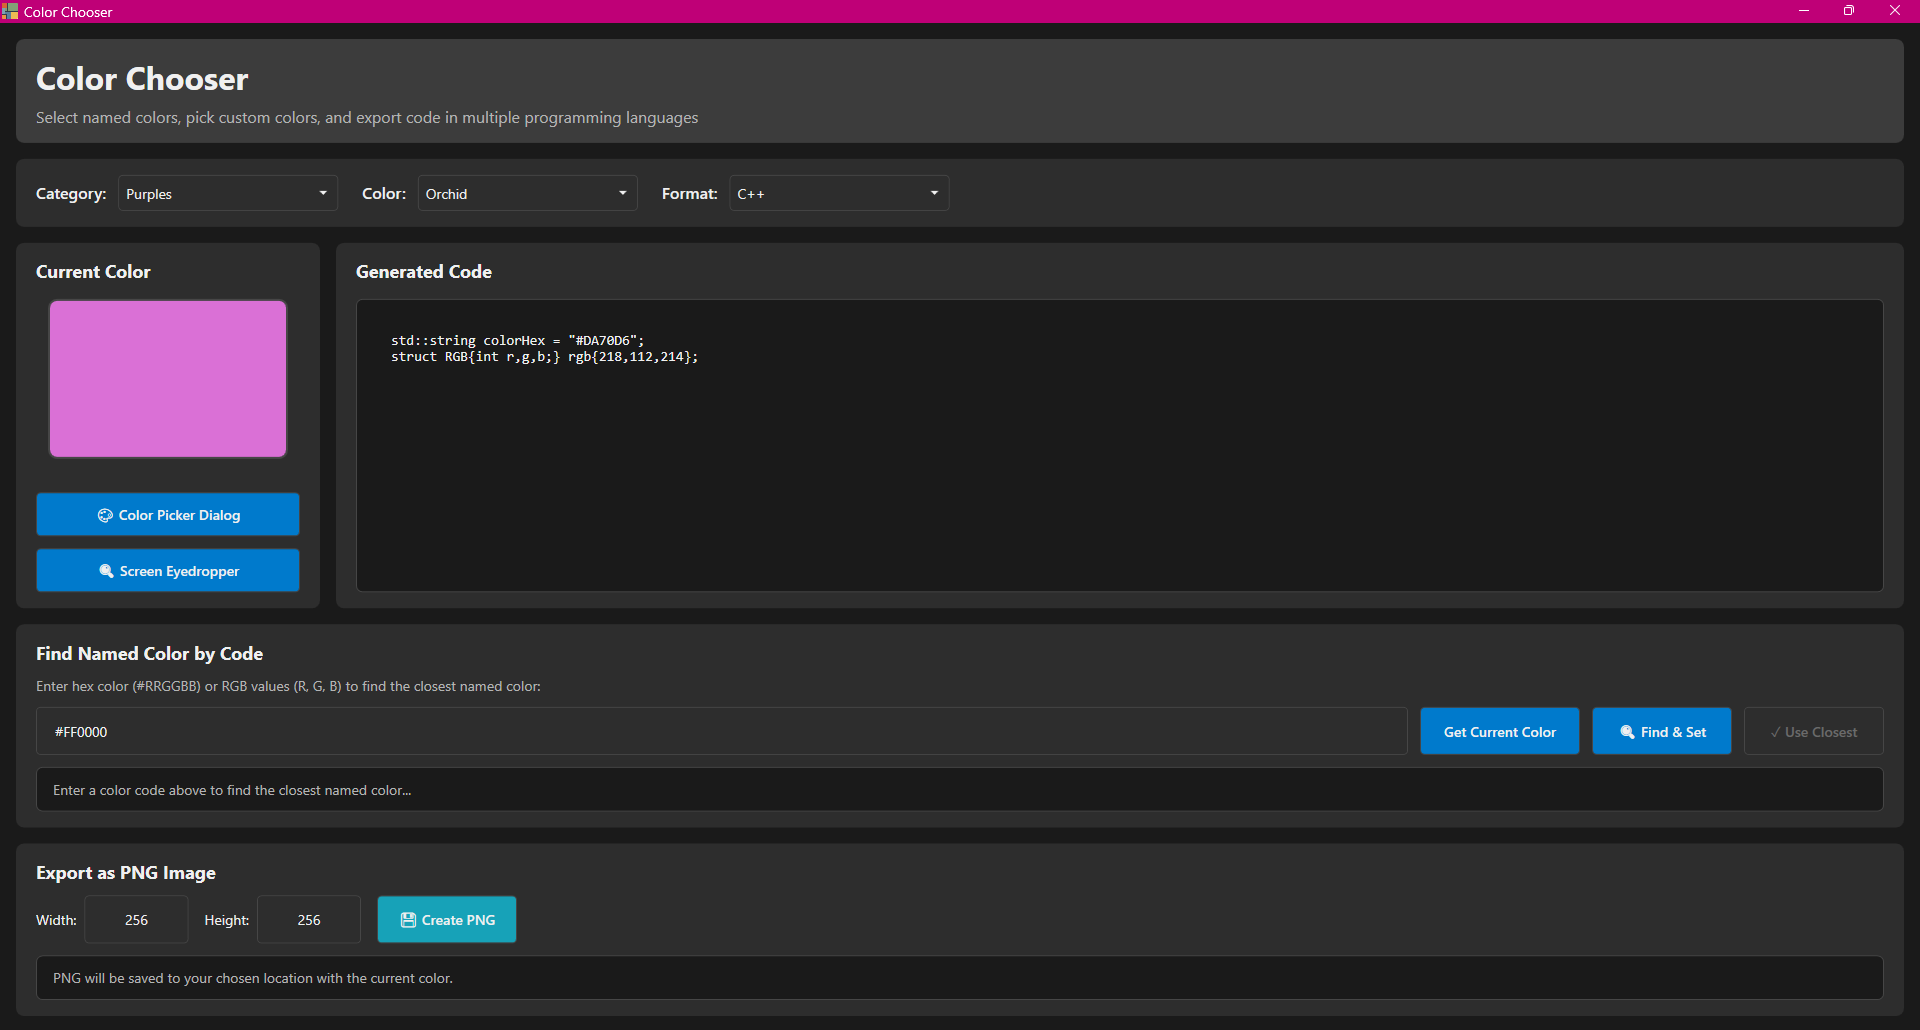 Color Chooser
Color Chooser
Select named colors, pick custom colors, and export code in multiple programming languages
Category: Purples Color: Orchid Format: C++
Current Color
Color Picker Dialog
Screen Eyedropper
Generated Code
std::string colorHex = "#DA70D6";
struct RGB{int r,g,b;} rgb{218,112,214};
Find Named Color by Code
Enter hex color (#RRGGBB) or RGB values (R, G, B) to find the closest named color:
#FF0000 Get Current Color Find & Set ✓ Use Closest
Enter a color code above to find the closest named color...
Export as PNG Image
Width: 256 Height: 256 Create PNG
PNG will be saved to your chosen location with the current color.